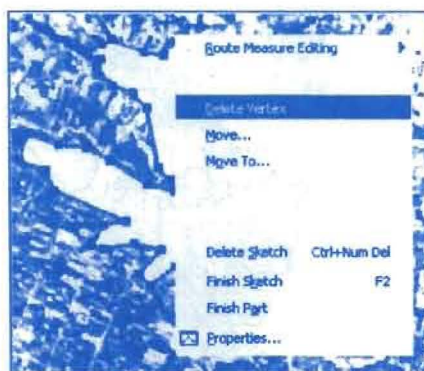 Route Measure Editing
Delete Vertex
Move...
Move To...
Delete Sketch Ctrl+Num Del
Finish Sketch F2
Finish Part
Properties...